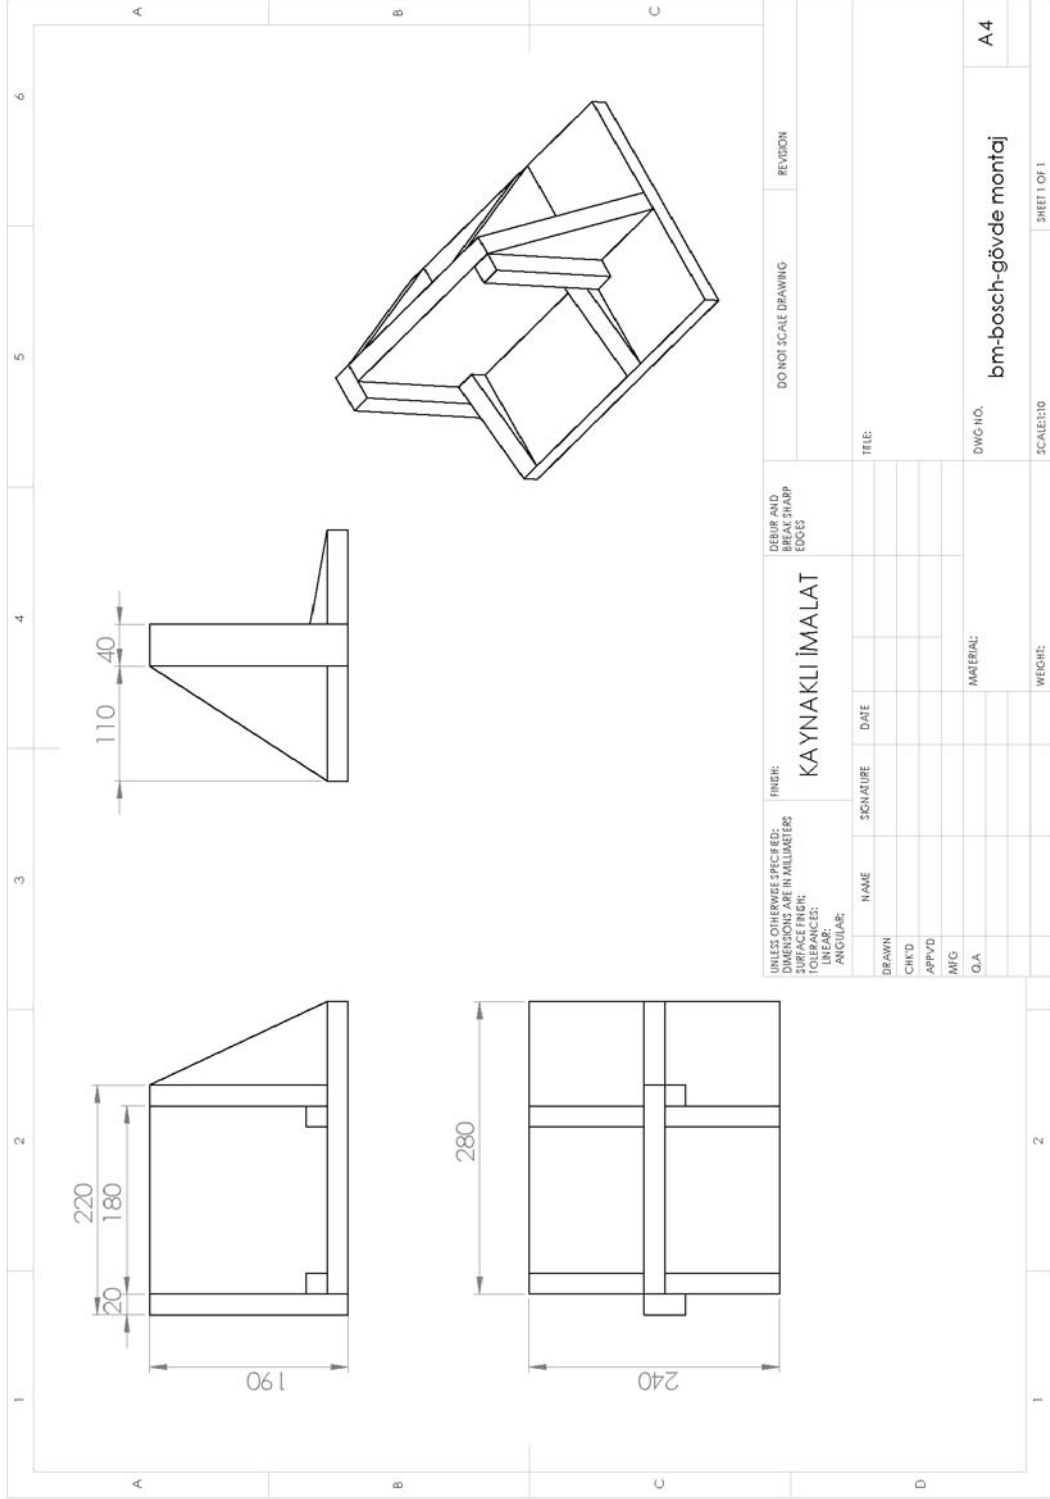 1
2
3
4
5
6
A
B
C
A
B
C
D
220
180
20
190
110
40
280
240
UNLESS OTHERWISE SPECIFIED:
DIMENSIONS ARE IN MILLIMETERS
SURFACE FINISH:
TOLERANCES:
LINEAR:
ANGULAR:
FINISH:
KAYNAKLI İMALAT
DEBUR AND
BREAK SHARP
EDGES
DO NOT SCALE DRAWING
REVISION
NAME
SIGNATURE
DATE
TITLE:
DRAWN
CHK'D
APPV'D
MFG
Q.A
MATERIAL:
DWG NO.
bm-bosch-gövde montaj
A4
WEIGHT:
SCALE:1:10
SHEET 1 OF 1
1
2